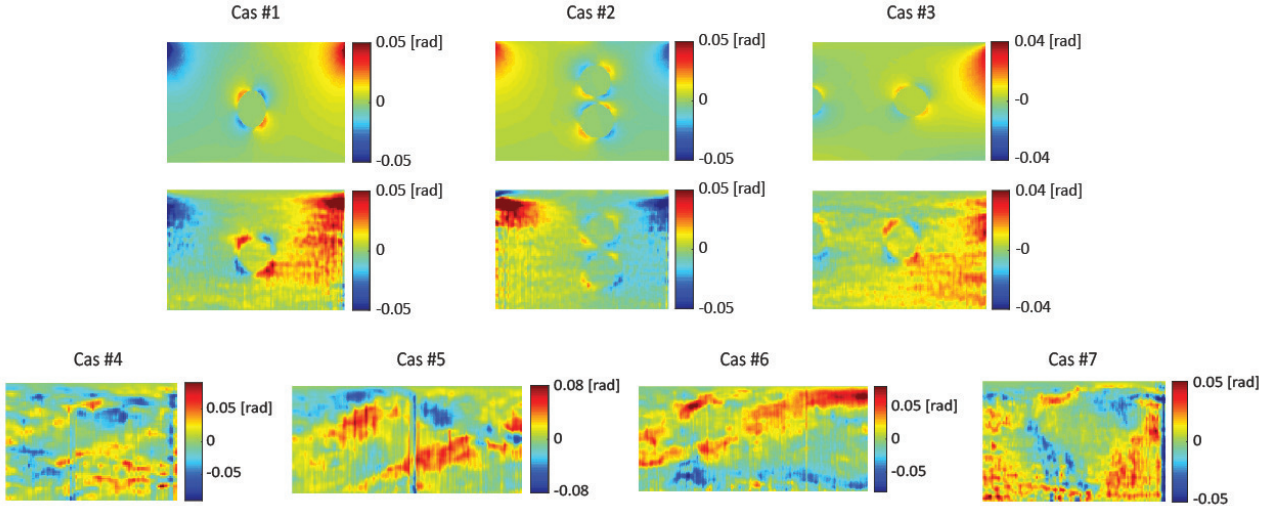 Cas #1
Cas #2
Cas #3
0.05 [rad]
0
-0.05
0.05 [rad]
0
-0.05
0.04 [rad]
-0
-0.04
0.05 [rad]
0
-0.05
0.05 [rad]
0
-0.05
0.04 [rad]
-0
-0.04
Cas #4
Cas #5
Cas #6
Cas #7
0.05 [rad]
0
-0.05
0.08 [rad]
0
-0.08
0.05 [rad]
0
-0.05
0.05 [rad]
0
-0.05